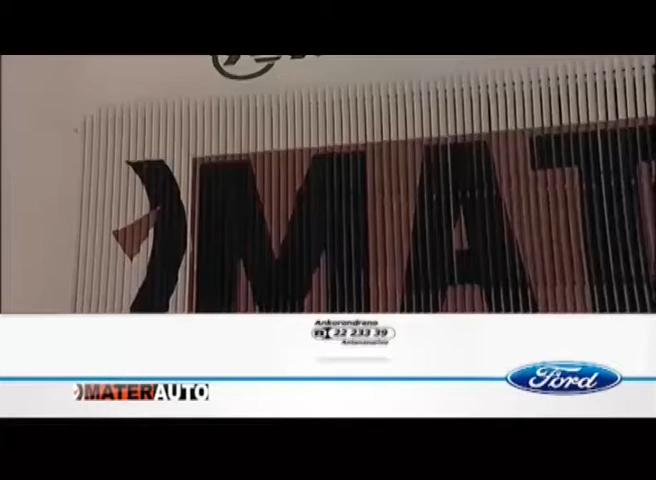 MAT
Ankorondrano
22 233 39
Antananarivo
MATERAUTO
Ford